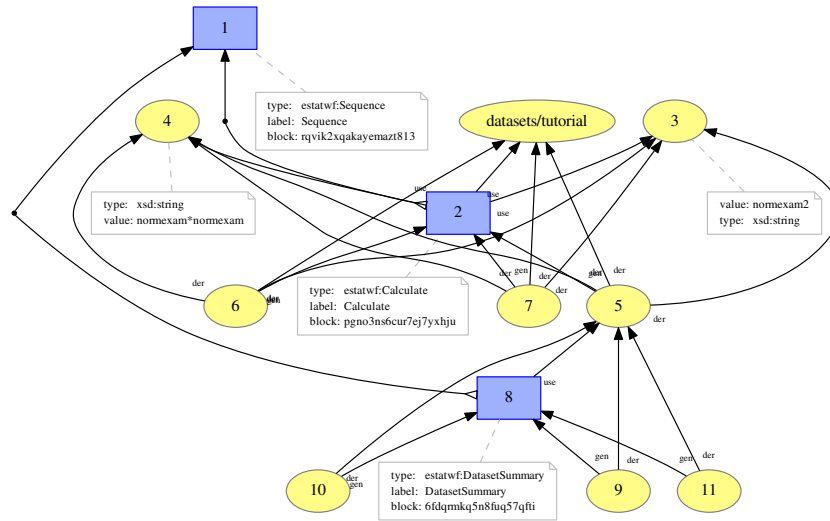 1
type: estatwf:Sequence
label: Sequence
block: rqvik2xqakayemazt813
4
datasets/tutorial
3
type: xsd:string
value: normexam*normexam
use
use
use
2
value: normexam2
type: xsd:string
type: estatwf:Calculate
label: Calculate
block: pgno3ns6cur7ej7yxhju
der
6
der
gen
7
der
gen
der
der
5
gen
der
der
use
8
type: estatwf:DatasetSummary
label: DatasetSummary
block: 6fdqrmkq5n8fuq57qfti
10
der
gen
gen
9
der
gen
11
der